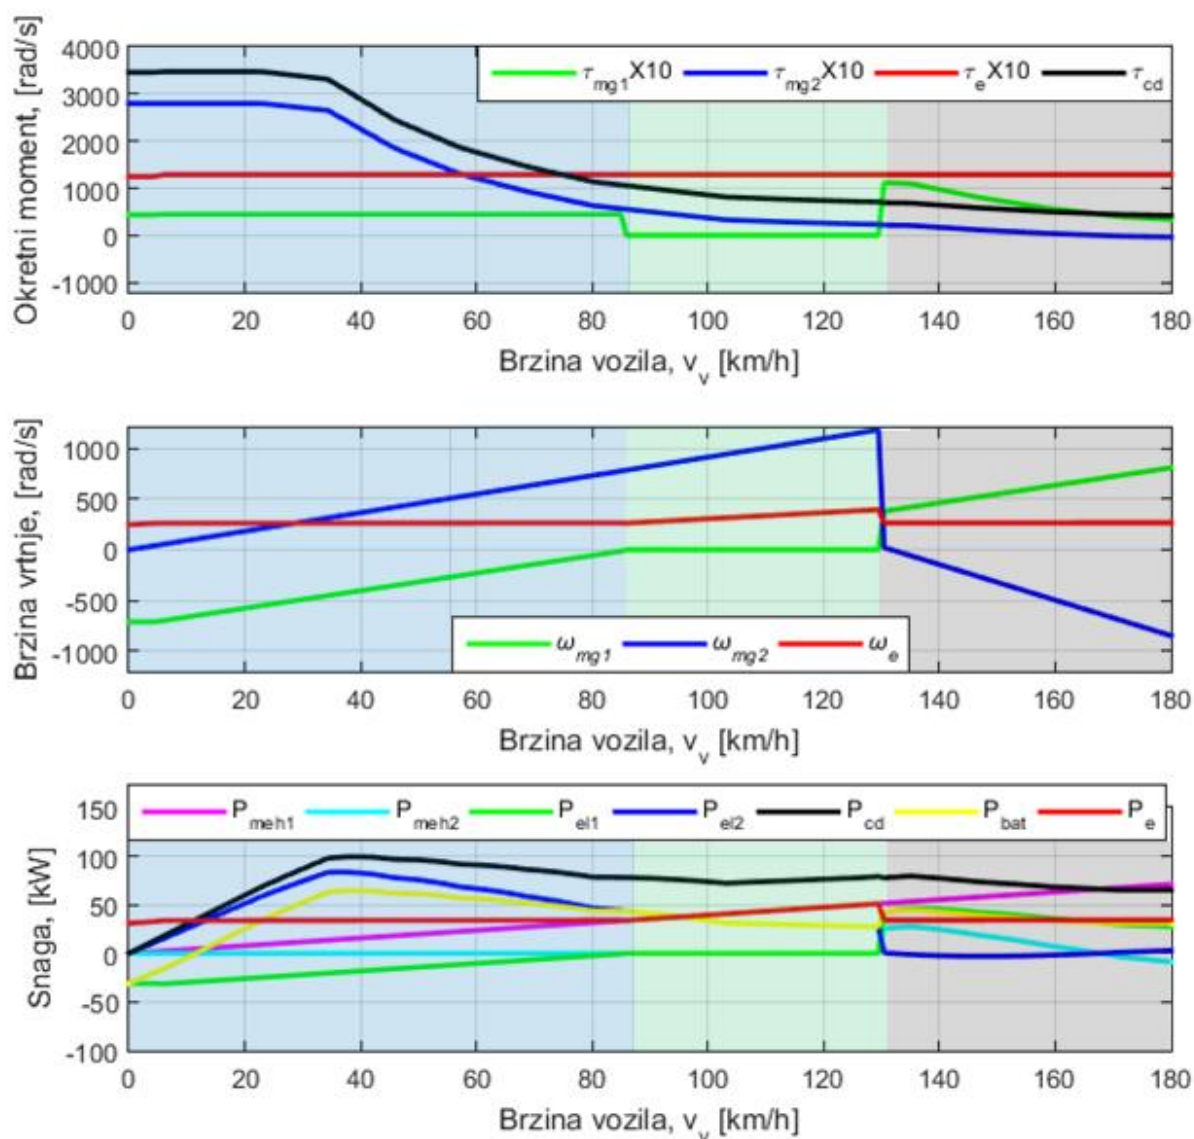 Okretni moment, [rad/s]
4000
3000
2000
1000
0
-1000
τmg1X10 τmg2X10 τeX10 τcd
0 20 40 60 80 100 120 140 160 180
Brzina vozila, vv [km/h]
Brzina vrtnje, [rad/s]
1000
500
0
-500
-1000
ωmg1 ωmg2 ωe
0 20 40 60 80 100 120 140 160 180
Brzina vozila, vv [km/h]
Snaga, [kW]
150
100
50
0
-50
-100
Pmeh1 Pmeh2 Pel1 Pel2 Pcd Pbat Pe
0 20 40 60 80 100 120 140 160 180
Brzina vozila, vv [km/h]